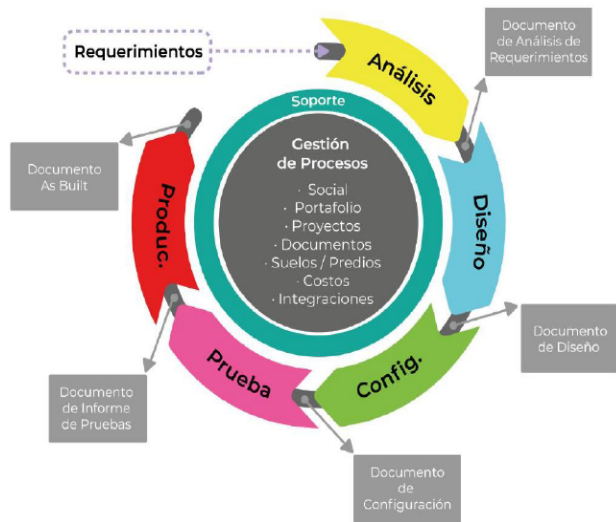 Requerimientos
Análisis
Documento
de Análisis de
Requerimientos
Diseño
Documento
de Diseño
Config.
Documento
de
Configuración
Prueba
Documento
de Informe
de Pruebas
Produc.
Documento
As Built
Soporte
Gestión
de Procesos
· Social
· Portafolio
· Proyectos
· Documentos
· Suelos / Predios
· Costos
· Integraciones